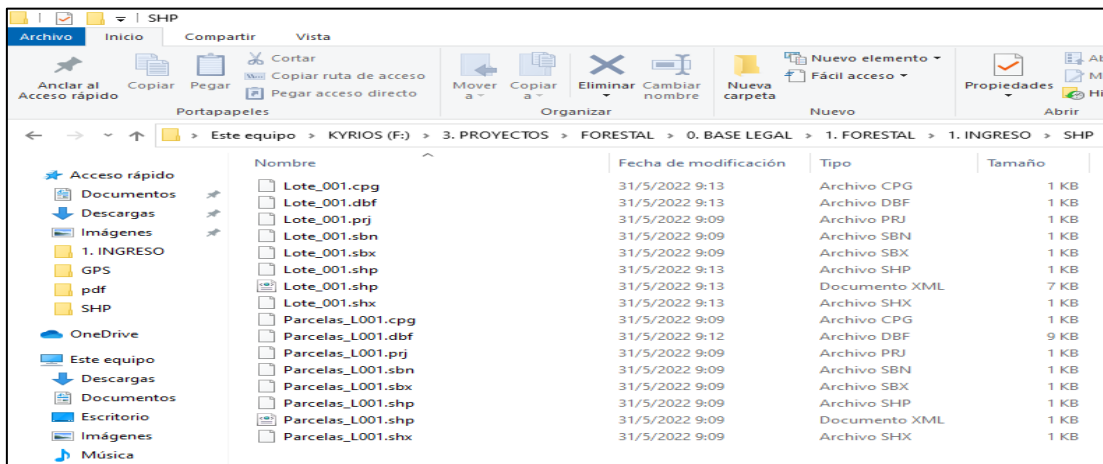 SHP
Archivo Inicio Compartir Vista
Anclar al Acceso rápido
Copiar
Pegar
Cortar
Copiar ruta de acceso
Pegar acceso directo
Portapapeles
Mover a
Copiar a
Eliminar
Cambiar nombre
Organizar
Nueva carpeta
Nuevo elemento
Fácil acceso
Nuevo
Propiedades
Ab
M
Hi
Abrir
Este equipo > KYRIOS (F:) > 3. PROYECTOS > FORESTAL > 0. BASE LEGAL > 1. FORESTAL > 1. INGRESO > SHP
Acceso rápido
Documentos
Descargas
Imágenes
1. INGRESO
GPS
pdf
SHP
OneDrive
Este equipo
Descargas
Documentos
Escritorio
Imágenes
Música
Nombre Fecha de modificación Tipo Tamaño
Lote_001.cpg 31/5/2022 9:13 Archivo CPG 1 KB
Lote_001.dbf 31/5/2022 9:13 Archivo DBF 1 KB
Lote_001.prj 31/5/2022 9:09 Archivo PRJ 1 KB
Lote_001.sbn 31/5/2022 9:09 Archivo SBN 1 KB
Lote_001.sbx 31/5/2022 9:09 Archivo SBX 1 KB
Lote_001.shp 31/5/2022 9:13 Archivo SHP 1 KB
Lote_001.shp 31/5/2022 9:13 Documento XML 7 KB
Lote_001.shx 31/5/2022 9:13 Archivo SHX 1 KB
Parcelas_L001.cpg 31/5/2022 9:09 Archivo CPG 1 KB
Parcelas_L001.dbf 31/5/2022 9:12 Archivo DBF 9 KB
Parcelas_L001.prj 31/5/2022 9:09 Archivo PRJ 1 KB
Parcelas_L001.sbn 31/5/2022 9:09 Archivo SBN 1 KB
Parcelas_L001.sbx 31/5/2022 9:09 Archivo SBX 1 KB
Parcelas_L001.shp 31/5/2022 9:09 Archivo SHP 1 KB
Parcelas_L001.shp 31/5/2022 9:09 Documento XML 1 KB
Parcelas_L001.shx 31/5/2022 9:09 Archivo SHX 1 KB